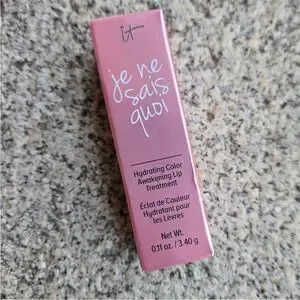 it
je ne
sais
quoi
Hydrating Color
Awakening Lip
Treatment
Éclat de Couleur
Hydratant pour
les Lèvres
Net Wt.
0.11 oz. / 3.40 g